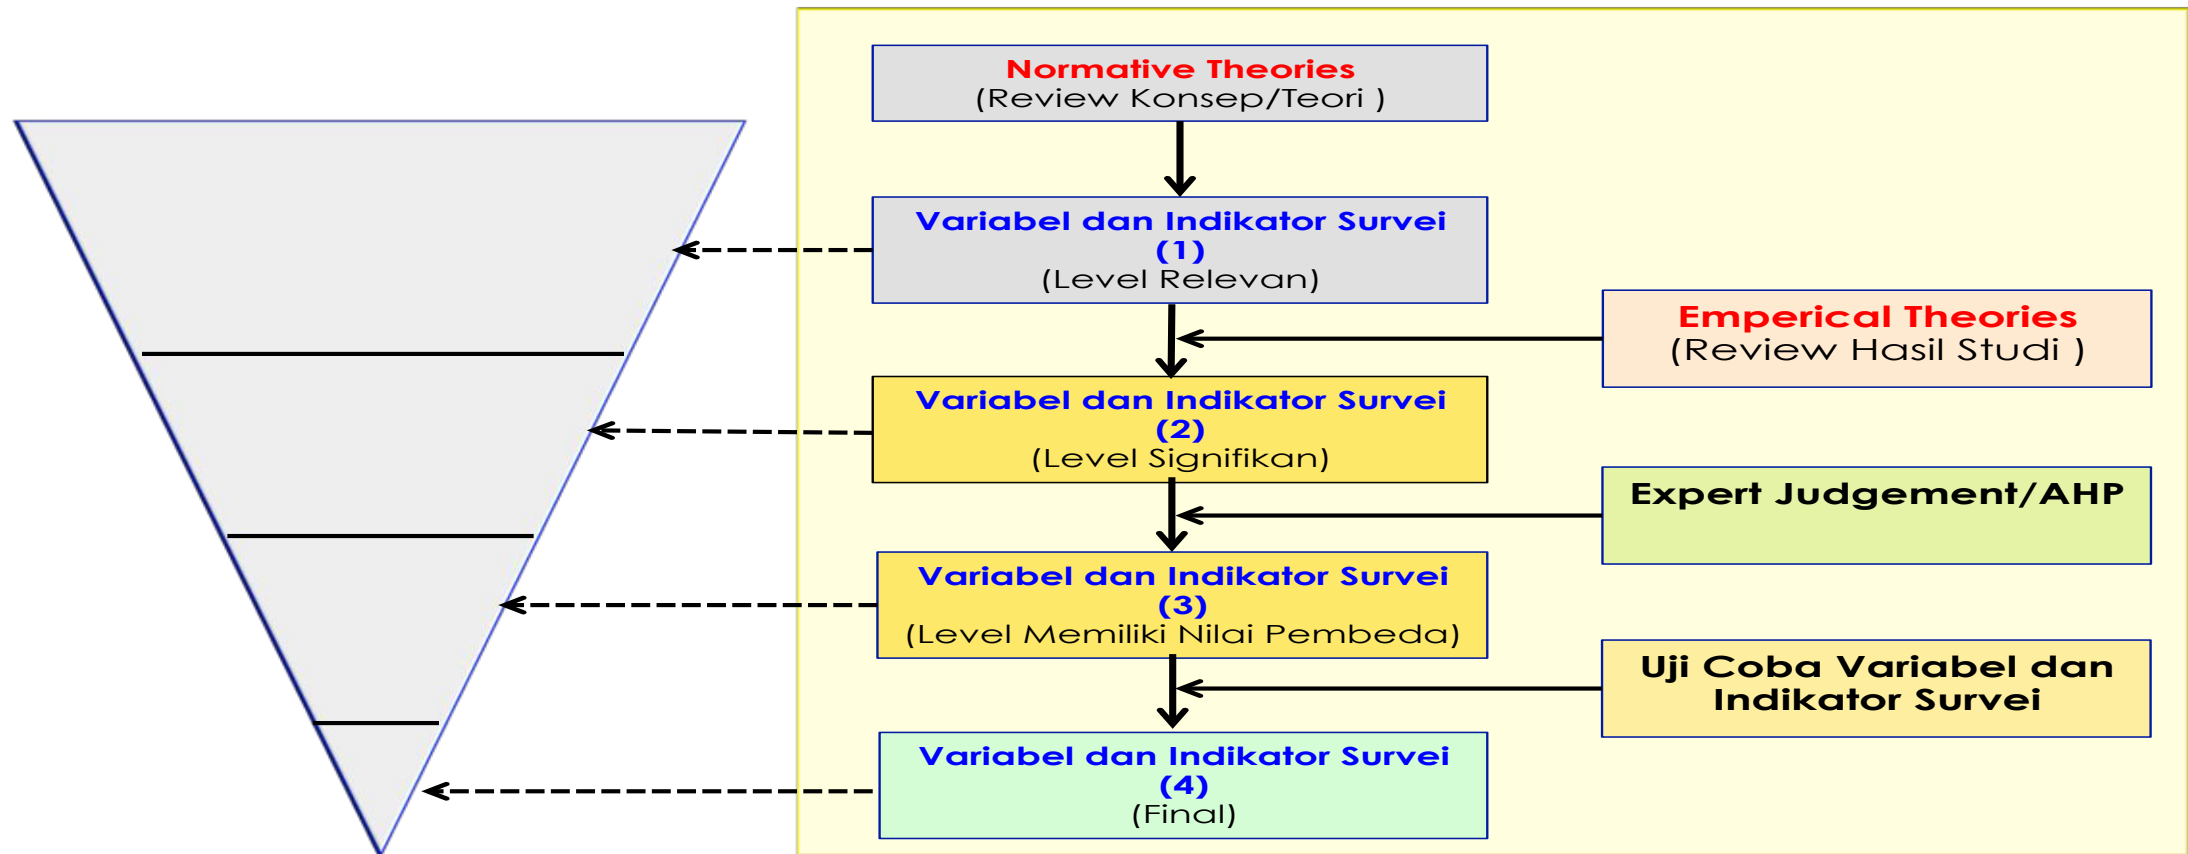 Normative Theories
(Review Konsep/Teori )
Variabel dan Indikator Survei
(1)
(Level Relevan)
Emperical Theories
(Review Hasil Studi )
Variabel dan Indikator Survei
(2)
(Level Signifikan)
Expert Judgement/AHP
Variabel dan Indikator Survei
(3)
(Level Memiliki Nilai Pembeda)
Uji Coba Variabel dan
Indikator Survei
Variabel dan Indikator Survei
(4)
(Final)